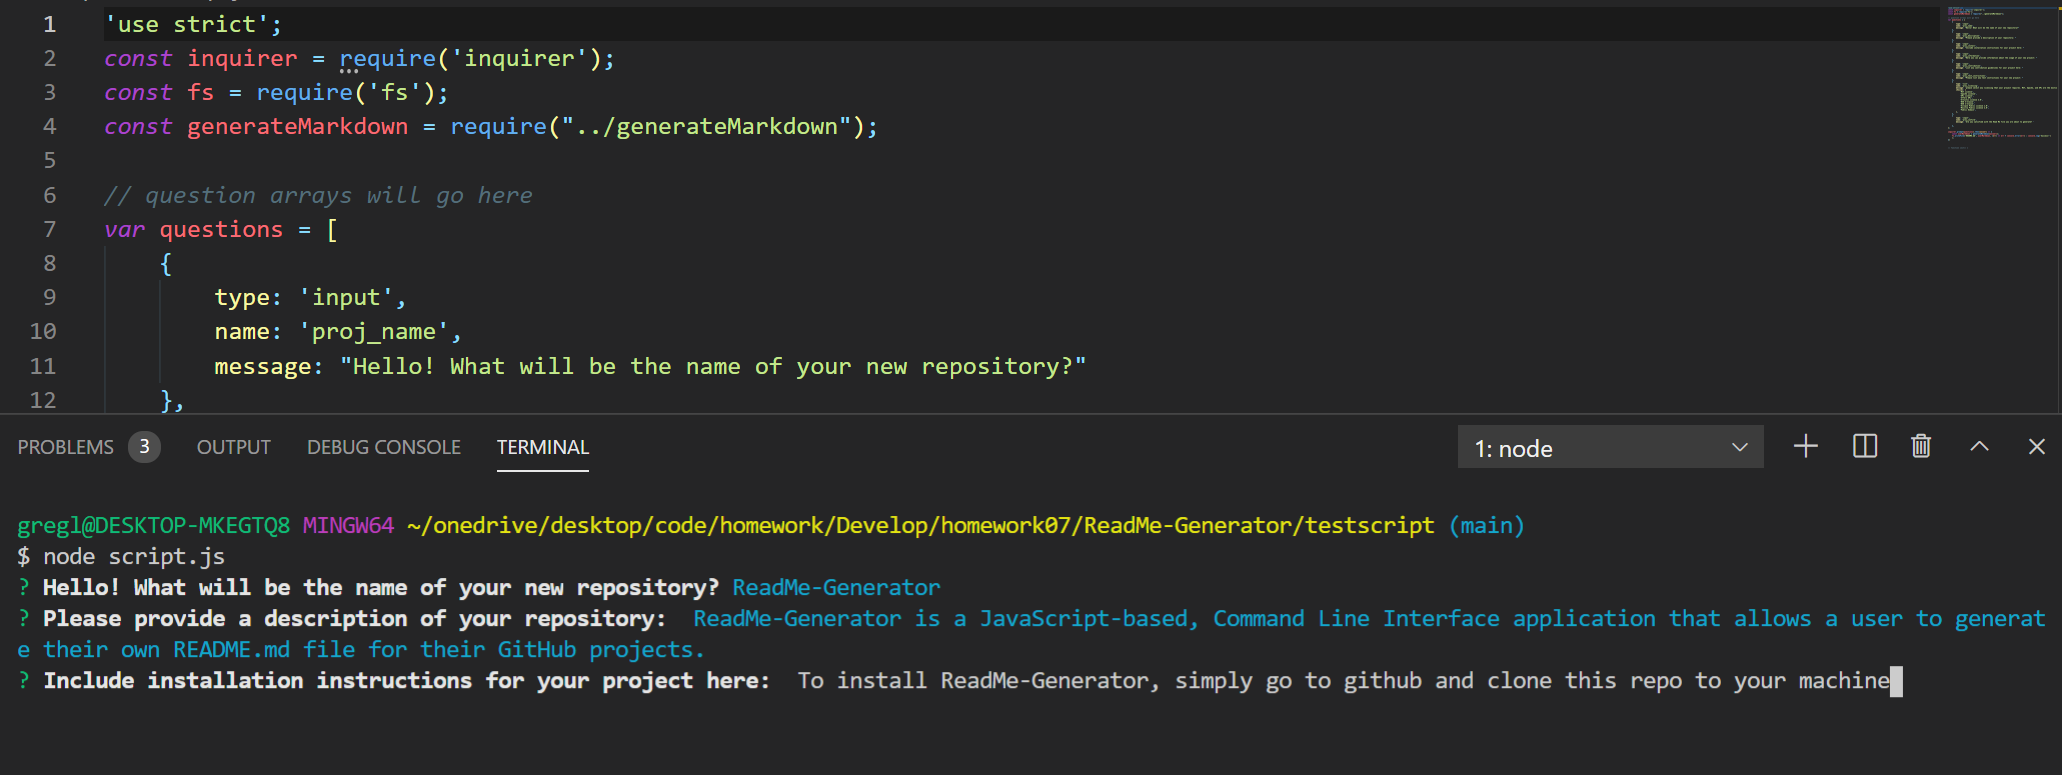 1 'use strict';
2 const inquirer = require('inquirer');
3 const fs = require('fs');
4 const generateMarkdown = require("../generateMarkdown");
5
6 // question arrays will go here
7 var questions = [
8 {
9 type: 'input',
10 name: 'proj_name',
11 message: "Hello! What will be the name of your new repository?"
12 },
PROBLEMS 3 OUTPUT DEBUG CONSOLE TERMINAL 1: node
gregl@DESKTOP-MKEGTQ8 MINGW64 ~/onedrive/desktop/code/homework/Develop/homework07/ReadMe-Generator/testscript (main)
$ node script.js
? Hello! What will be the name of your new repository? ReadMe-Generator
? Please provide a description of your repository:  ReadMe-Generator is a JavaScript-based, Command Line Interface application that allows a user to generat
e their own README.md file for their GitHub projects.
? Include installation instructions for your project here:  To install ReadMe-Generator, simply go to github and clone this repo to your machine